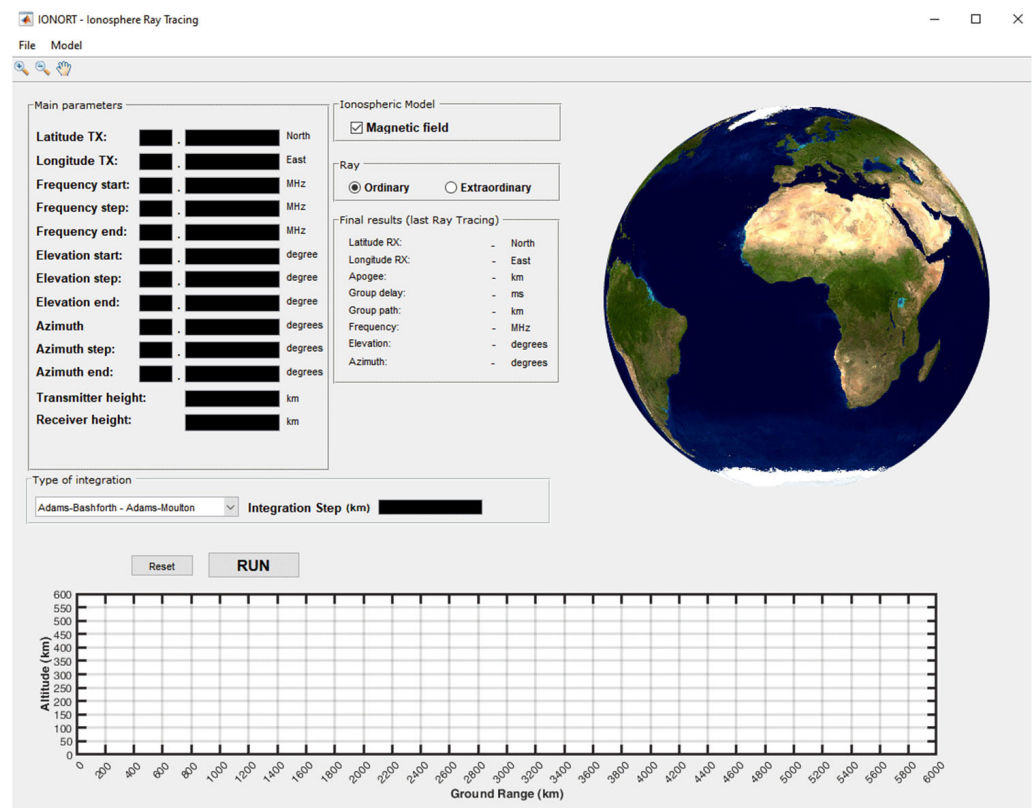 IONORT - Ionosphere Ray Tracing
File Model
Main parameters
Latitude TX: . North
Longitude TX: . East
Frequency start: . MHz
Frequency step: . MHz
Frequency end: . MHz
Elevation start: . degree
Elevation step: . degree
Elevation end: . degree
Azimuth . degrees
Azimuth step: . degrees
Azimuth end: . degrees
Transmitter height: km
Receiver height: km
Ionospheric Model
Magnetic field
Ray
Ordinary Extraordinary
Final results (last Ray Tracing)
Latitude RX: - North
Longitude RX: - East
Apogee: - km
Group delay: - ms
Group path: - km
Frequency: - MHz
Elevation: - degrees
Azimuth: - degrees
Type of integration
Adams-Bashforth - Adams-Moulton Integration Step (km)
Reset RUN
600
550
500
450
400
350
300
250
200
150
100
50
0
Altitude (km)
0 200 400 600 800 1000 1200 1400 1600 1800 2000 2200 2400 2600 2800 3000 3200 3400 3600 3800 4000 4200 4400 4600 4800 5000 5200 5400 5600 5800 6000
Ground Range (km)